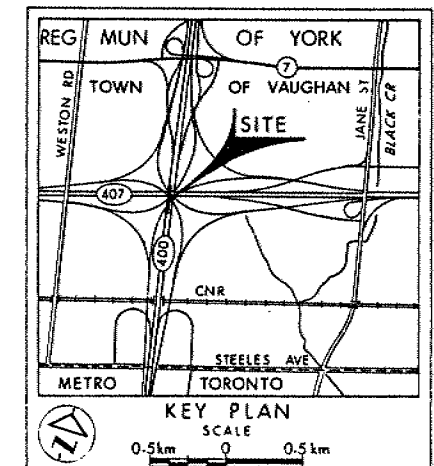 REG MUN OF YORK
7
TOWN OF VAUGHAN
WESTON RD
SITE
JANE ST
BLACK CR
407
400
CNR
STEELES AVE
METRO TORONTO
KEY PLAN
SCALE
0·5km 0 0·5km
N